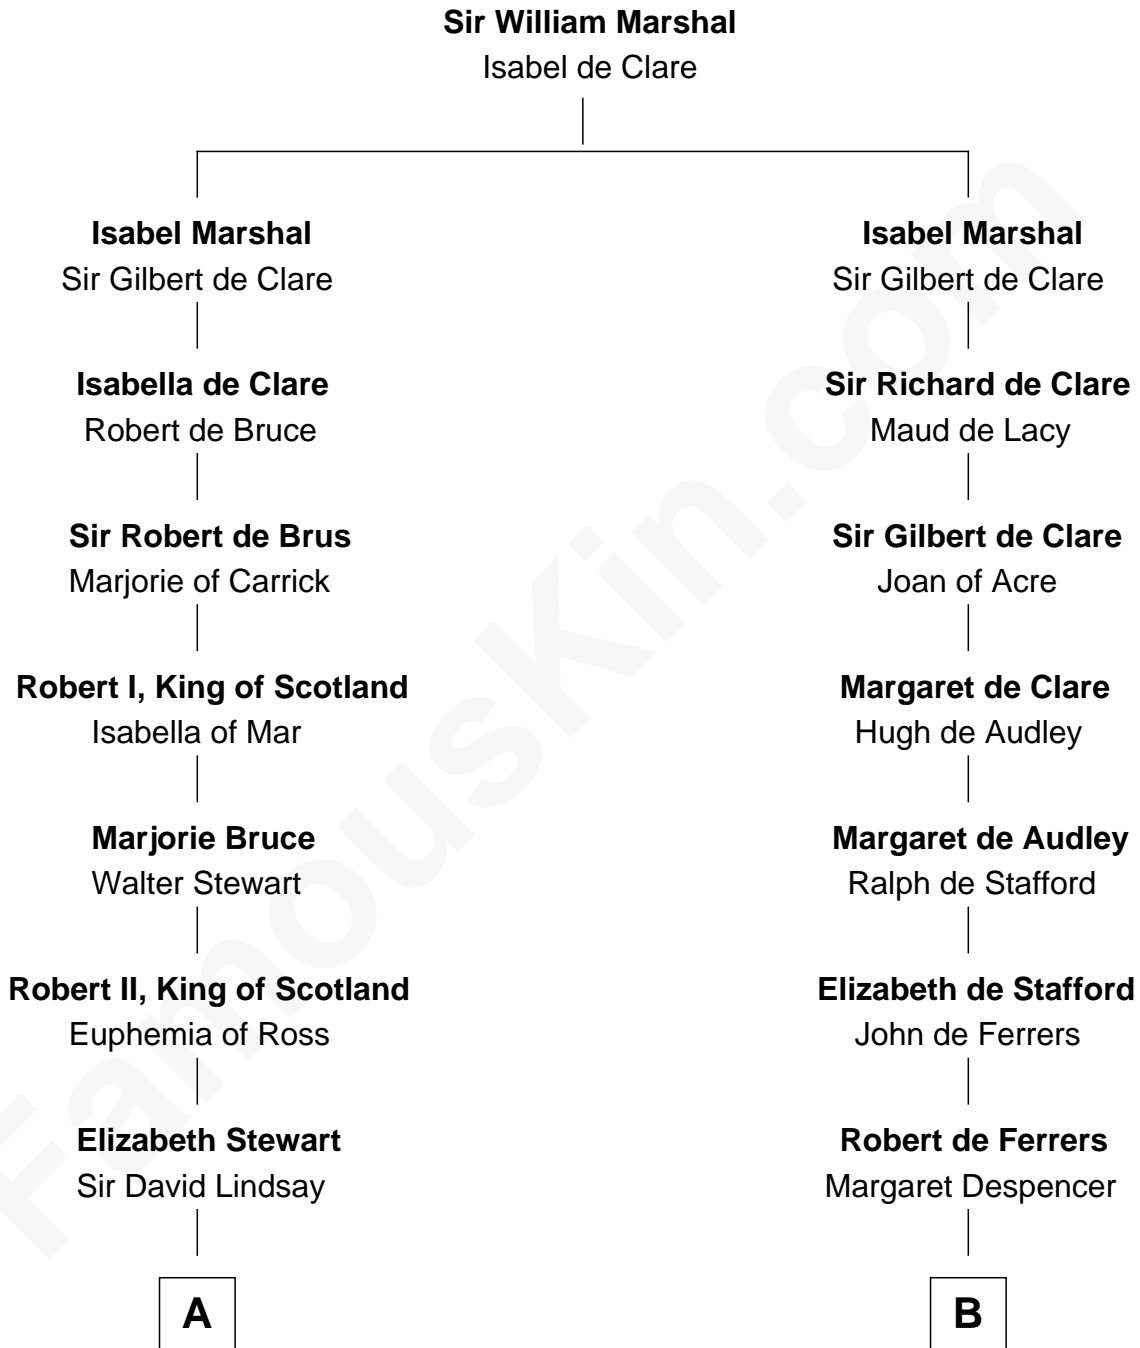 Sir William Marshal
Isabel de Clare
Isabel Marshal
Sir Gilbert de Clare
Isabella de Clare
Robert de Bruce
Sir Robert de Brus
Marjorie of Carrick
Robert I, King of Scotland
Isabella of Mar
Marjorie Bruce
Walter Stewart
Robert II, King of Scotland
Euphemia of Ross
Elizabeth Stewart
Sir David Lindsay
A
Isabel Marshal
Sir Gilbert de Clare
Sir Richard de Clare
Maud de Lacy
Sir Gilbert de Clare
Joan of Acre
Margaret de Clare
Hugh de Audley
Margaret de Audley
Ralph de Stafford
Elizabeth de Stafford
John de Ferrers
Robert de Ferrers
Margaret Despencer
B
FamousKin.com